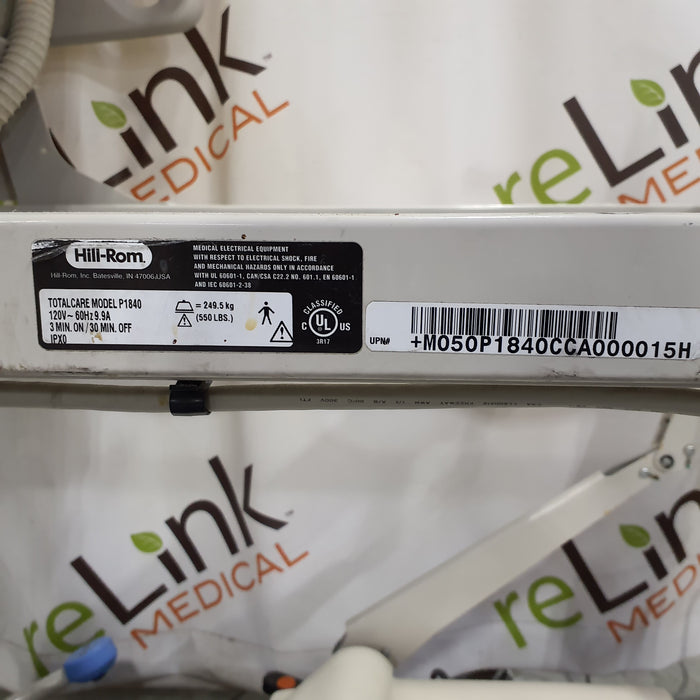 reLink
MEDICAL
reLink
MEDICAL
Hill-Rom
Hill-Rom, Inc. Batesville, IN 47006 USA
MEDICAL ELECTRICAL EQUIPMENT
WITH RESPECT TO ELECTRICAL SHOCK, FIRE
AND MECHANICAL HAZARDS ONLY IN ACCORDANCE
WITH UL 60601-1, CAN/CSA C22.2 NO. 601.1, EN 60601-1
AND IEC 60601-2-38
TOTALCARE MODEL P1840
120V~ 60Hz 9.9A
3 MIN. ON / 30 MIN. OFF
IPX0
= 249.5 kg
(550 LBS.)
CLASSIFIED
C UL US
3R17
UPN#
+M050P1840CCA000015H
300V
reLink
MEDICAL
reLink
MEDICAL